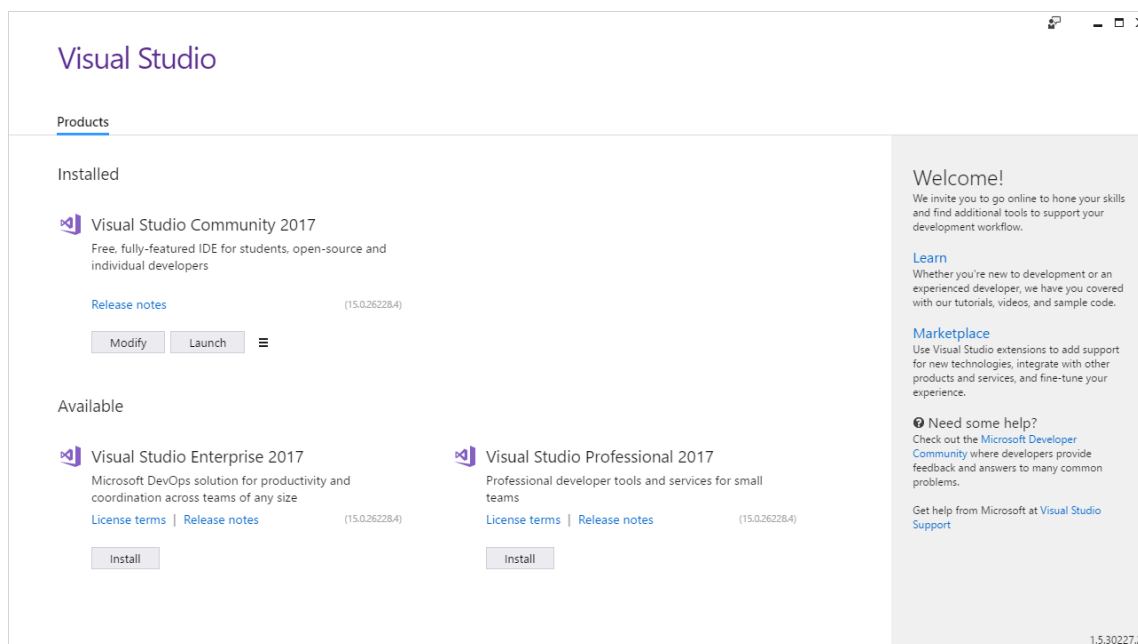 Visual Studio
Products
Installed
Visual Studio Community 2017
Free, fully-featured IDE for students, open-source and
individual developers
Release notes (15.0.26228.4)
Modify Launch
Available
Visual Studio Enterprise 2017
Microsoft DevOps solution for productivity and
coordination across teams of any size
License terms | Release notes (15.0.26228.4)
Install
Visual Studio Professional 2017
Professional developer tools and services for small
teams
License terms | Release notes (15.0.26228.4)
Install
Welcome!
We invite you to go online to hone your skills
and find additional tools to support your
development workflow.
Learn
Whether you're new to development or an
experienced developer, we have you covered
with our tutorials, videos, and sample code.
Marketplace
Use Visual Studio extensions to add support
for new technologies, integrate with other
products and services, and fine-tune your
experience.
Need some help?
Check out the Microsoft Developer
Community where developers provide
feedback and answers to many common
problems.
Get help from Microsoft at Visual Studio
Support